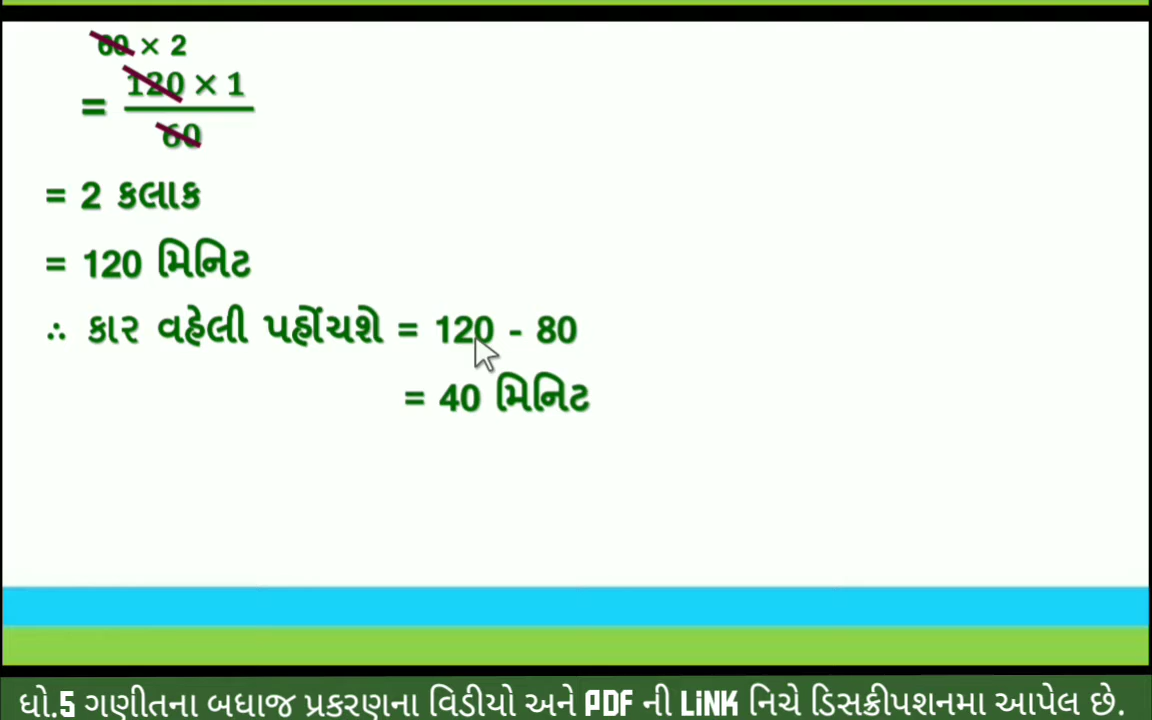 60 × 2
= 120 × 1
60
= 2 કલાક
= 120 મિનિટ
∴ કાર વહેલી પહોંચશે = 120 - 80
= 40 મિનિટ
ધો.5 ગણીતના બધાજ પ્રકરણના વિડીયો અને PDF ની LiNK નિચે ડિસક્રીપશનમા આપેલ છે.